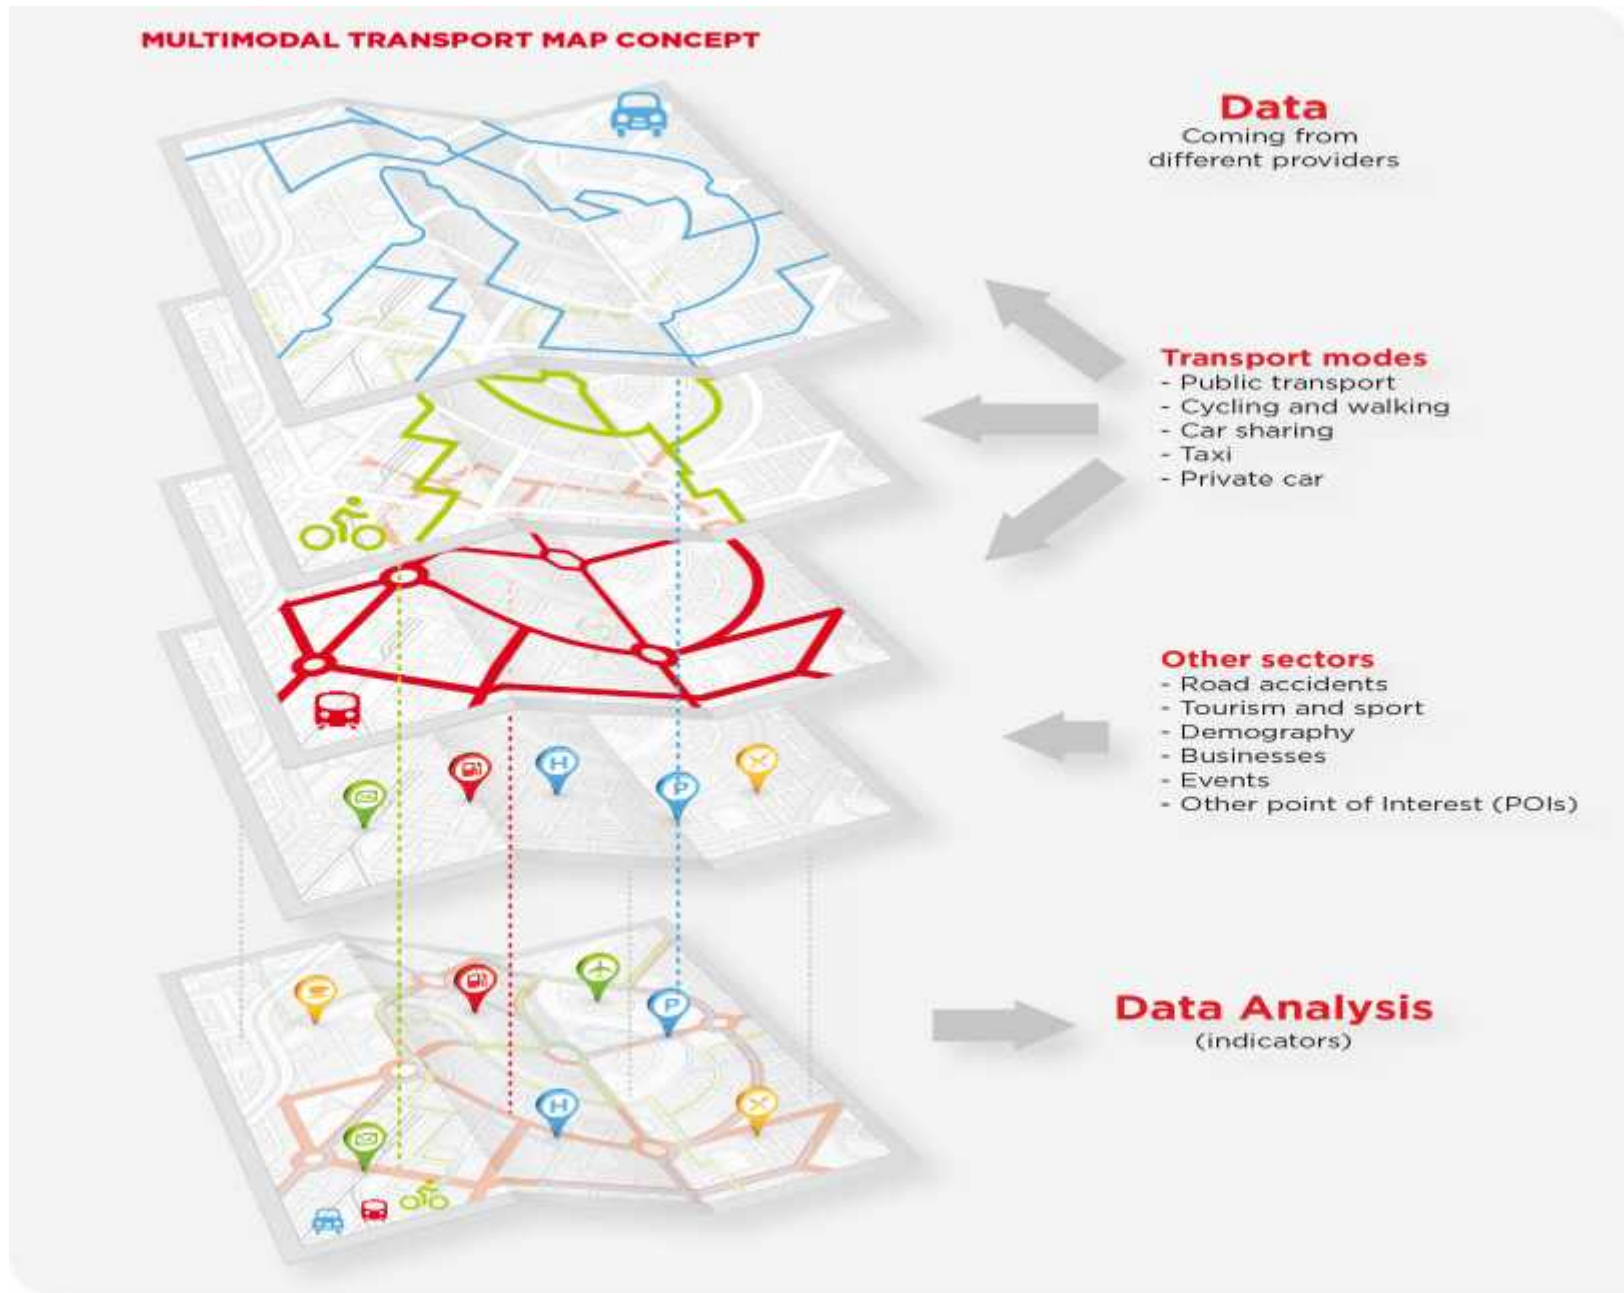 MULTIMODAL TRANSPORT MAP CONCEPT
Data
Coming from
different providers
Transport modes
- Public transport
- Cycling and walking
- Car sharing
- Taxi
- Private car
Other sectors
- Road accidents
- Tourism and sport
- Demography
- Businesses
- Events
- Other point of Interest (POIs)
H
P
Data Analysis
(indicators)
P
H